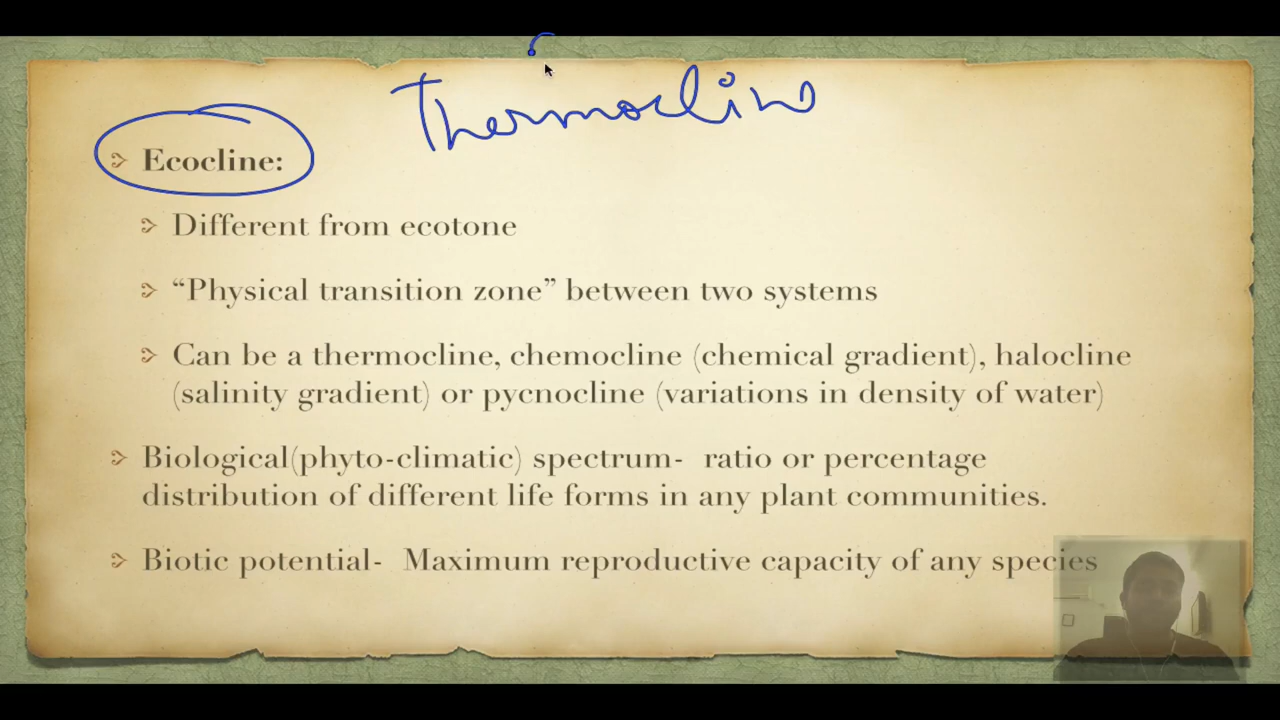 Thermocline
Ecocline:
Different from ecotone
“Physical transition zone” between two systems
Can be a thermocline, chemocline (chemical gradient), halocline
(salinity gradient) or pycnocline (variations in density of water)
Biological(phyto-climatic) spectrum- ratio or percentage
distribution of different life forms in any plant communities.
Biotic potential- Maximum reproductive capacity of any species